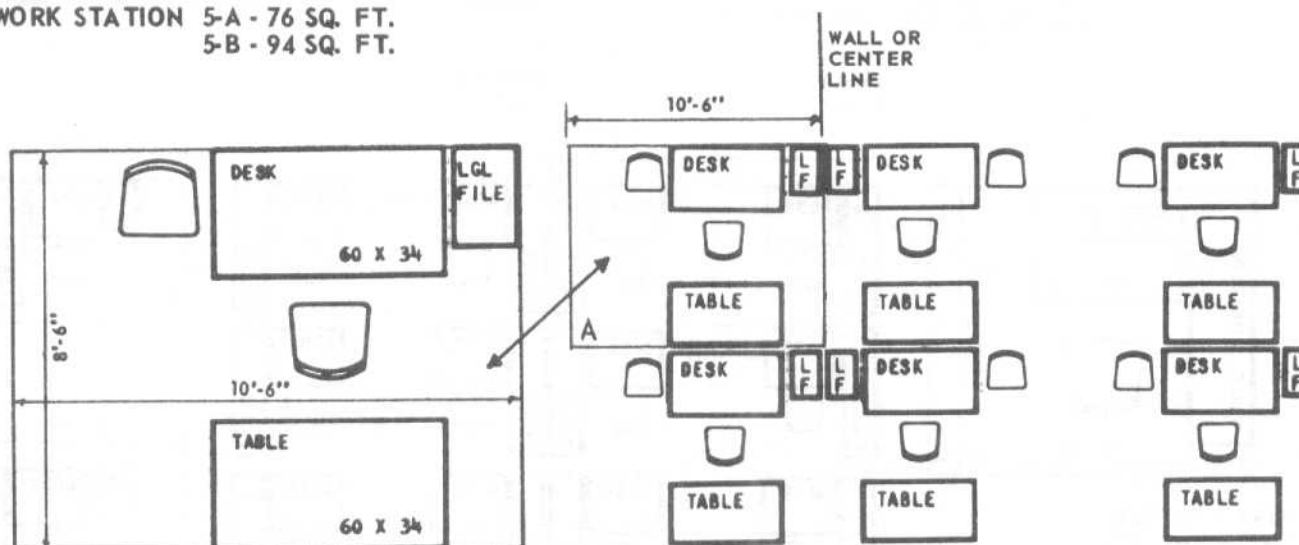 WORK STATION 5-A - 76 SQ. FT.
5-B - 94 SQ. FT.
WALL OR
CENTER
LINE
10'-6"
DESK
LGL
FILE
60 X 34
8'-6"
10'-6"
TABLE
60 X 34
DESK
L
F
L
F
DESK
DESK
L
F
TABLE
TABLE
TABLE
A
DESK
L
F
L
F
DESK
DESK
L
F
TABLE
TABLE
TABLE